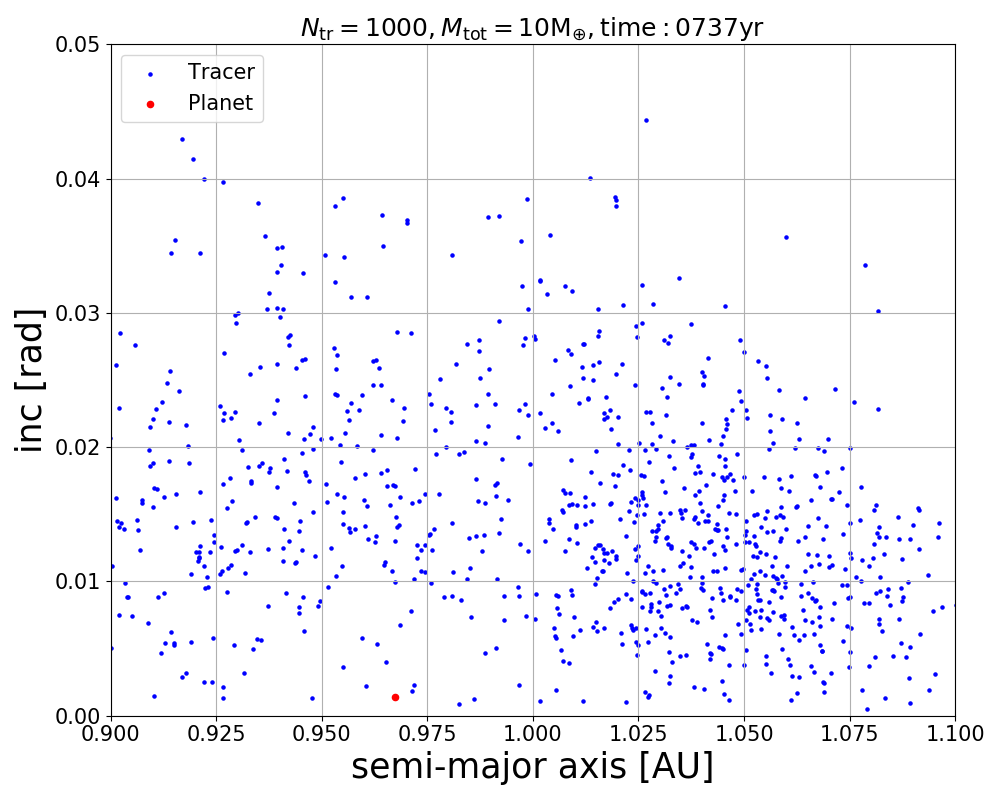 N_tr = 1000, M_tot = 10M_⊕, time : 0737yr
Tracer
Planet
0.05
0.04
0.03
0.02
0.01
0.00
inc [rad]
0.900 0.925 0.950 0.975 1.000 1.025 1.050 1.075 1.100
semi-major axis [AU]